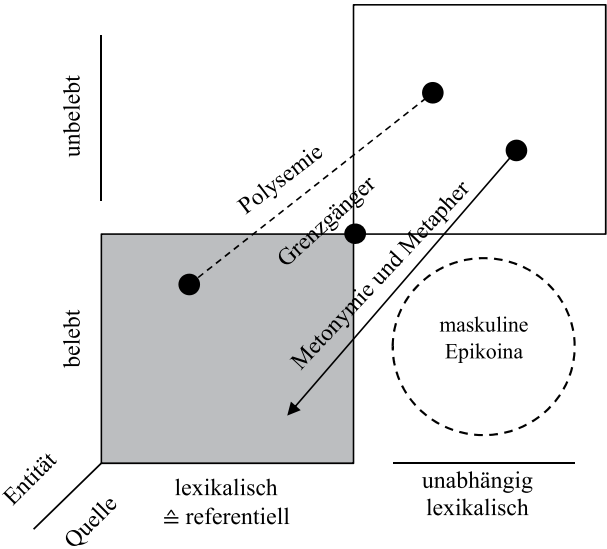 unbelebt
Polysemie
Grenzgänger
Metonymie und Metapher
belebt
maskuline
Epikoina
Entität
Quelle
lexikalisch
≙ referentiell
unabhängig
lexikalisch